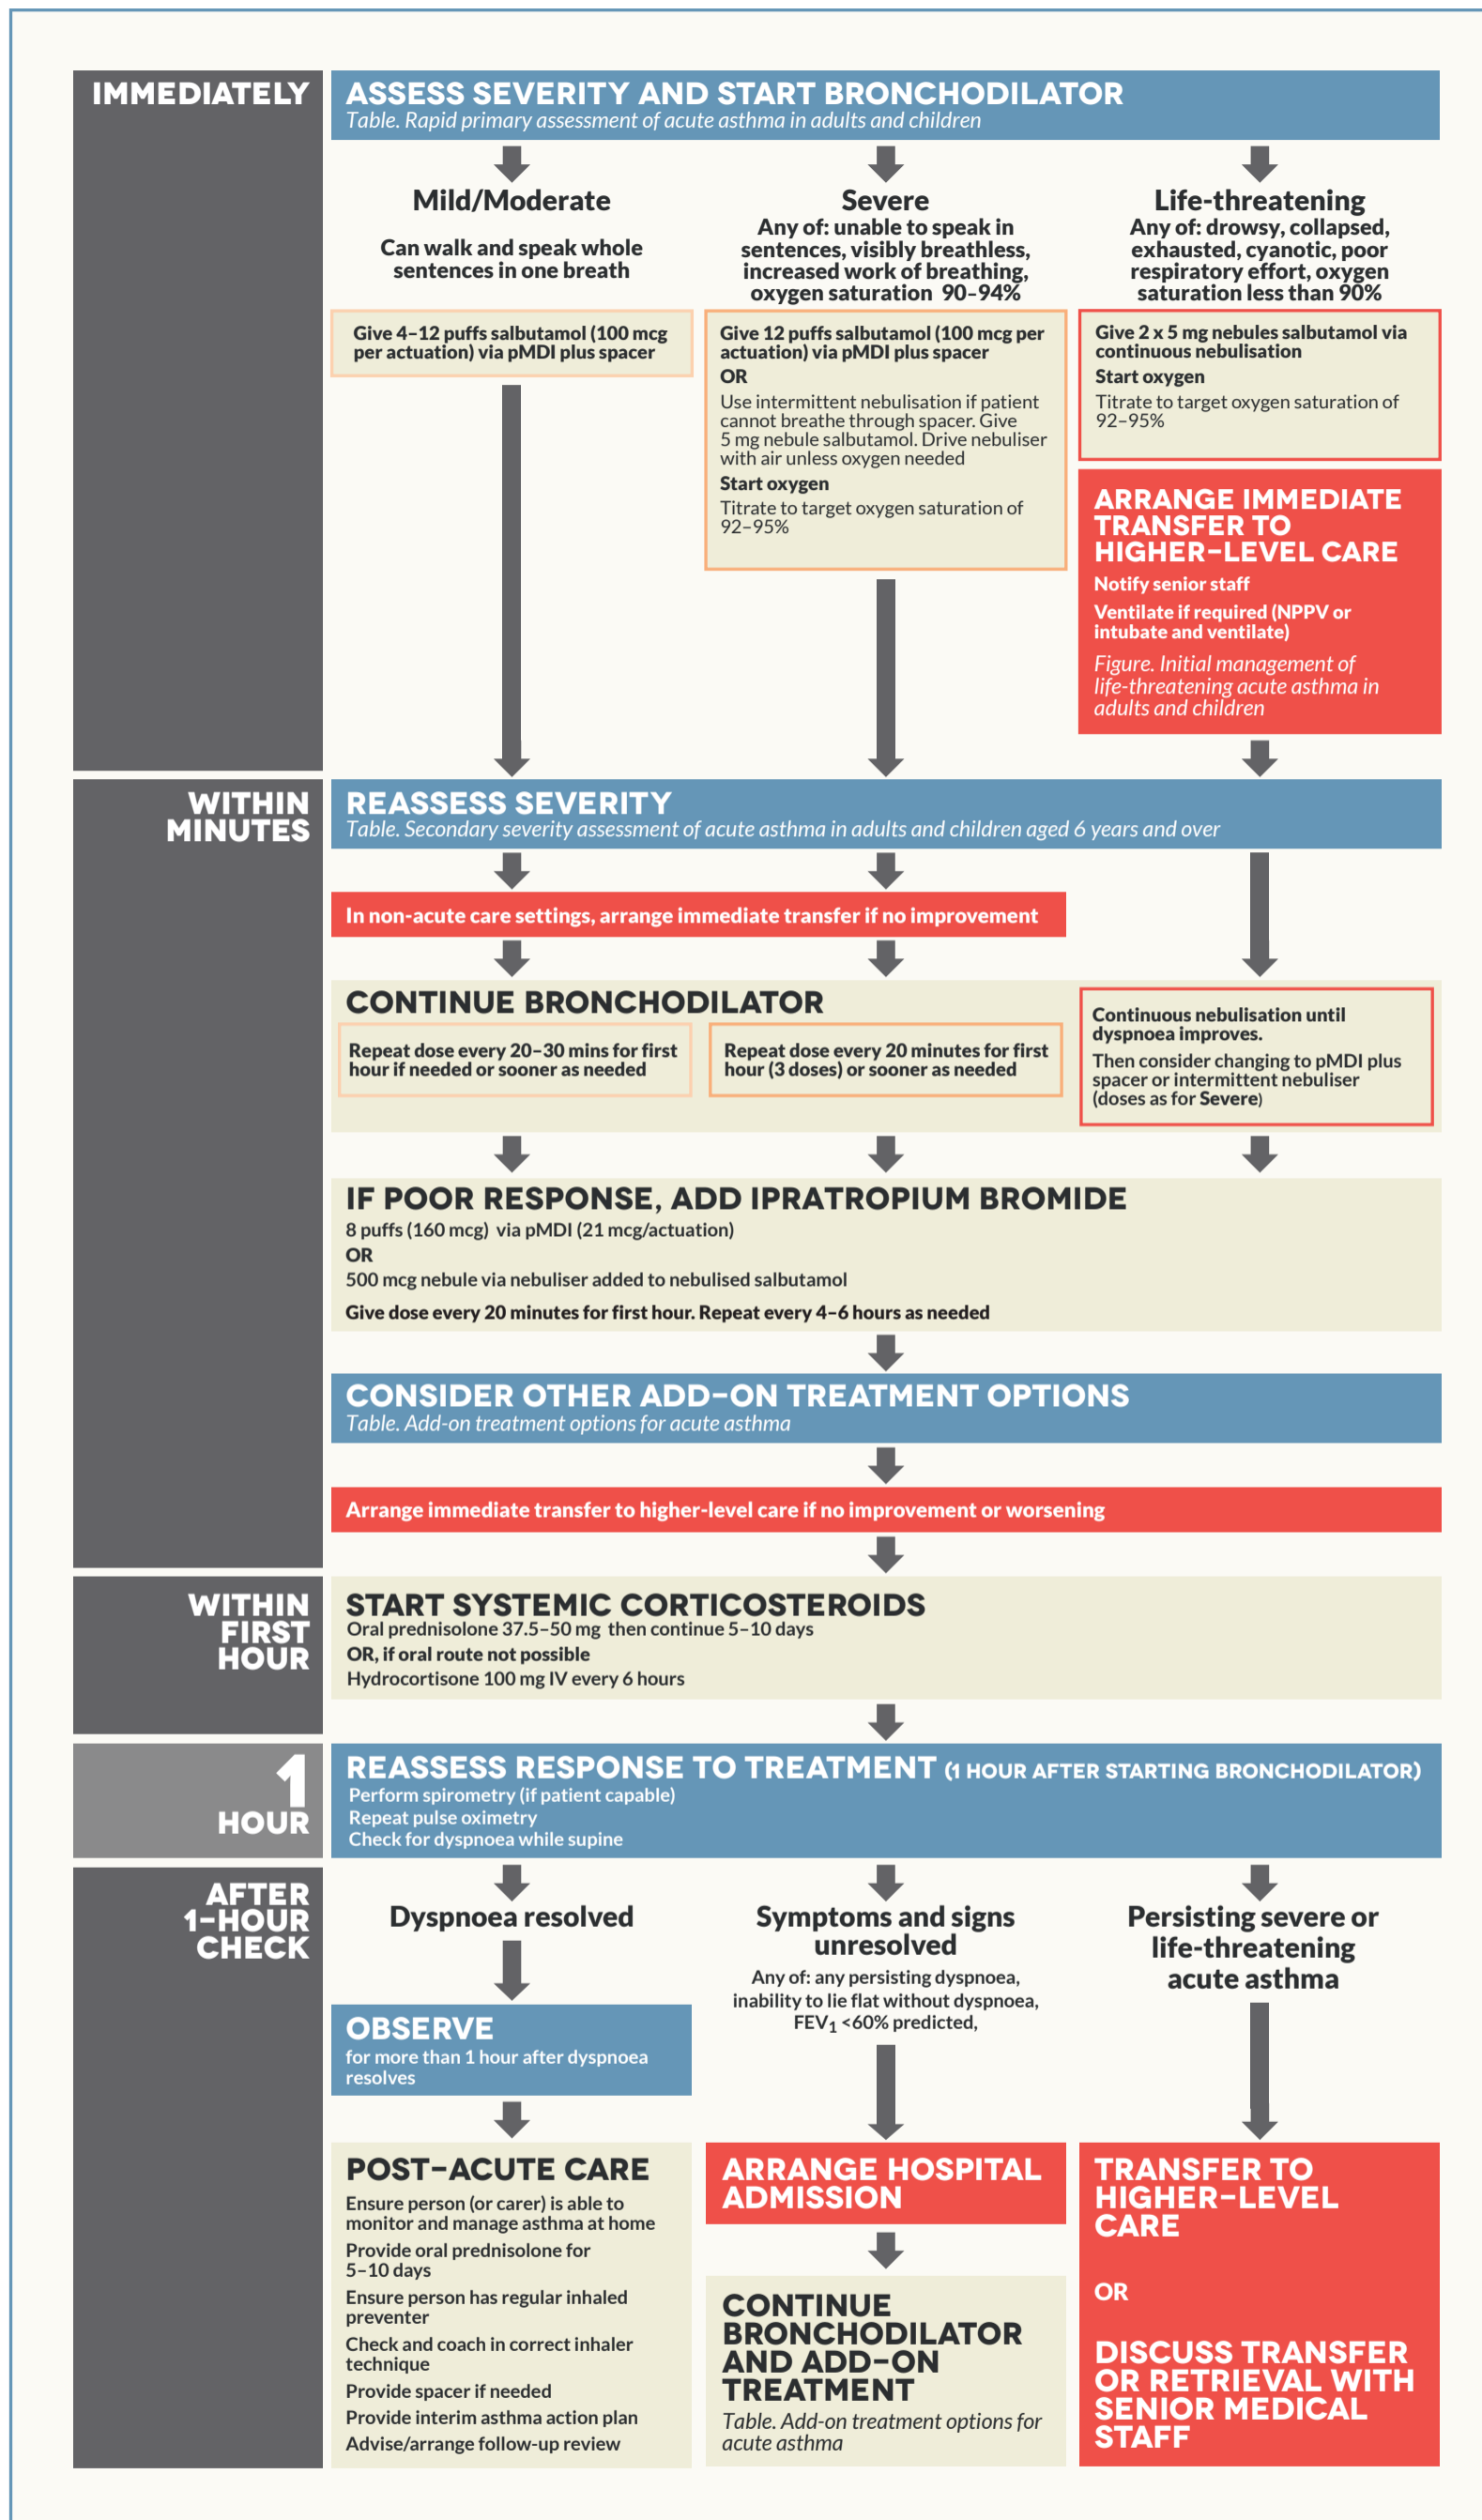 IMMEDIATELY
ASSESS SEVERITY AND START BRONCHODILATOR
Table. Rapid primary assessment of acute asthma in adults and children
Mild/Moderate
Can walk and speak whole
sentences in one breath
Give 4–12 puffs salbutamol (100 mcg
per actuation) via pMDI plus spacer
Severe
Any of: unable to speak in
sentences, visibly breathless,
increased work of breathing,
oxygen saturation 90–94%
Give 12 puffs salbutamol (100 mcg per
actuation) via pMDI plus spacer
OR
Use intermittent nebulisation if patient
cannot breathe through spacer. Give
5 mg nebule salbutamol. Drive nebuliser
with air unless oxygen needed
Start oxygen
Titrate to target oxygen saturation of
92–95%
Life-threatening
Any of: drowsy, collapsed,
exhausted, cyanotic, poor
respiratory effort, oxygen
saturation less than 90%
Give 2 x 5 mg nebules salbutamol via
continuous nebulisation
Start oxygen
Titrate to target oxygen saturation of
92–95%
ARRANGE IMMEDIATE
TRANSFER TO
HIGHER–LEVEL CARE
Notify senior staff
Ventilate if required (NPPV or
intubate and ventilate)
Figure. Initial management of
life-threatening acute asthma in
adults and children
WITHIN
MINUTES
REASSESS SEVERITY
Table. Secondary severity assessment of acute asthma in adults and children aged 6 years and over
In non-acute care settings, arrange immediate transfer if no improvement
CONTINUE BRONCHODILATOR
Repeat dose every 20–30 mins for first
hour if needed or sooner as needed
Repeat dose every 20 minutes for first
hour (3 doses) or sooner as needed
Continuous nebulisation until
dyspnoea improves.
Then consider changing to pMDI plus
spacer or intermittent nebuliser
(doses as for Severe)
IF POOR RESPONSE, ADD IPRATROPIUM BROMIDE
8 puffs (160 mcg) via pMDI (21 mcg/actuation)
OR
500 mcg nebule via nebuliser added to nebulised salbutamol
Give dose every 20 minutes for first hour. Repeat every 4–6 hours as needed
CONSIDER OTHER ADD–ON TREATMENT OPTIONS
Table. Add-on treatment options for acute asthma
Arrange immediate transfer to higher-level care if no improvement or worsening
WITHIN
FIRST
HOUR
START SYSTEMIC CORTICOSTEROIDS
Oral prednisolone 37.5–50 mg then continue 5–10 days
OR, if oral route not possible
Hydrocortisone 100 mg IV every 6 hours
1
HOUR
REASSESS RESPONSE TO TREATMENT (1 HOUR AFTER STARTING BRONCHODILATOR)
Perform spirometry (if patient capable)
Repeat pulse oximetry
Check for dyspnoea while supine
AFTER
1–HOUR
CHECK
Dyspnoea resolved
OBSERVE
for more than 1 hour after dyspnoea
resolves
POST–ACUTE CARE
Ensure person (or carer) is able to
monitor and manage asthma at home
Provide oral prednisolone for
5–10 days
Ensure person has regular inhaled
preventer
Check and coach in correct inhaler
technique
Provide spacer if needed
Provide interim asthma action plan
Advise/arrange follow-up review
Symptoms and signs
unresolved
Any of: any persisting dyspnoea,
inability to lie flat without dyspnoea,
FEV1 <60% predicted,
ARRANGE HOSPITAL
ADMISSION
CONTINUE
BRONCHODILATOR
AND ADD–ON
TREATMENT
Table. Add-on treatment options for
acute asthma
Persisting severe or
life-threatening
acute asthma
TRANSFER TO
HIGHER–LEVEL
CARE
OR
DISCUSS TRANSFER
OR RETRIEVAL WITH
SENIOR MEDICAL
STAFF